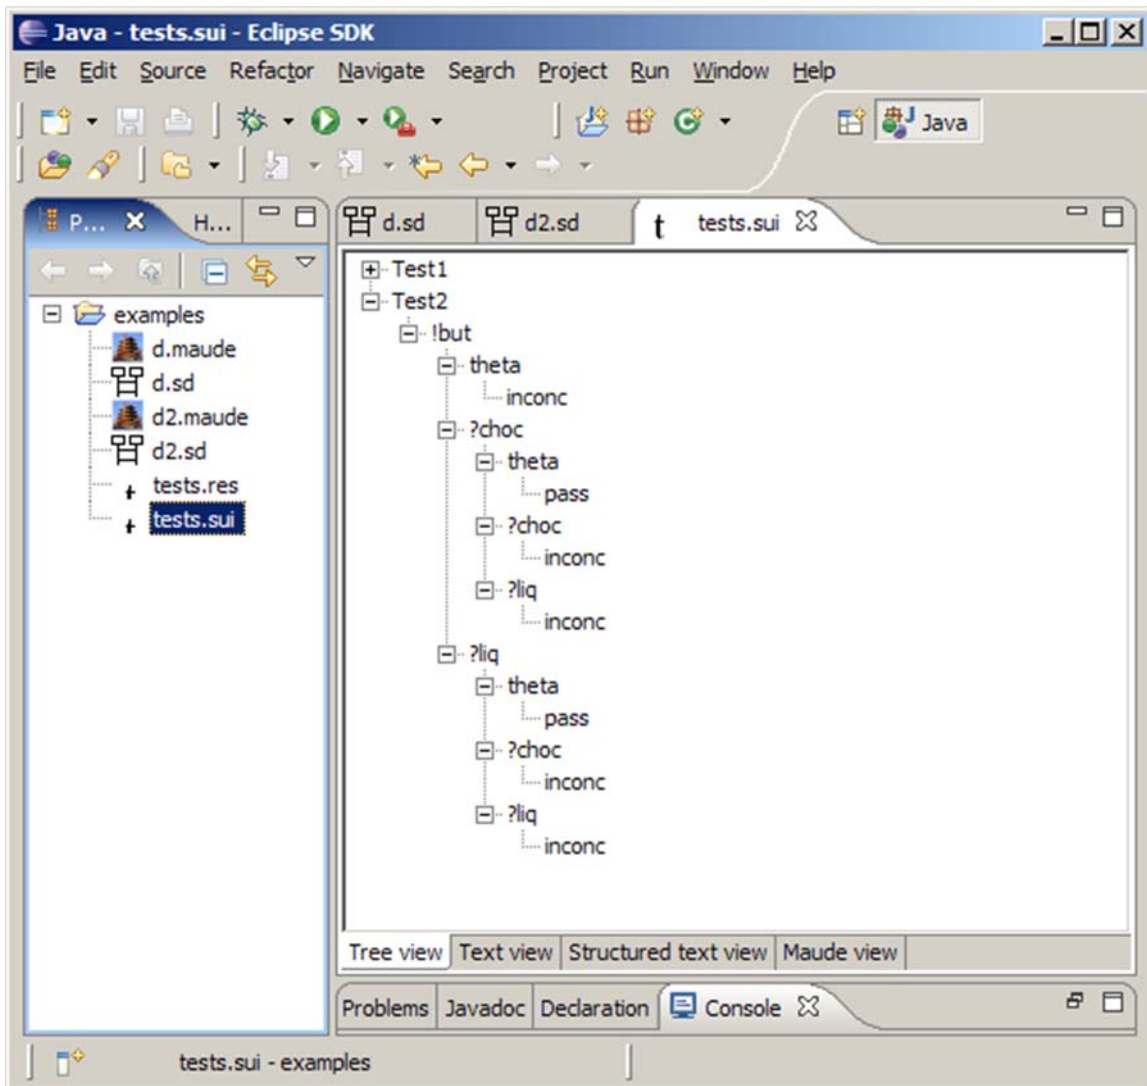 Java - tests.sui - Eclipse SDK
File Edit Source Refactor Navigate Search Project Run Window Help
Java
P... H...
examples
d.maude
d.sd
d2.maude
d2.sd
tests.res
tests.sui
d.sd d2.sd t tests.sui
Test1
Test2
!but
theta
inconc
?choc
theta
pass
?choc
inconc
?liq
inconc
?liq
theta
pass
?choc
inconc
?liq
inconc
Tree view Text view Structured text view Maude view
Problems Javadoc Declaration Console
tests.sui - examples